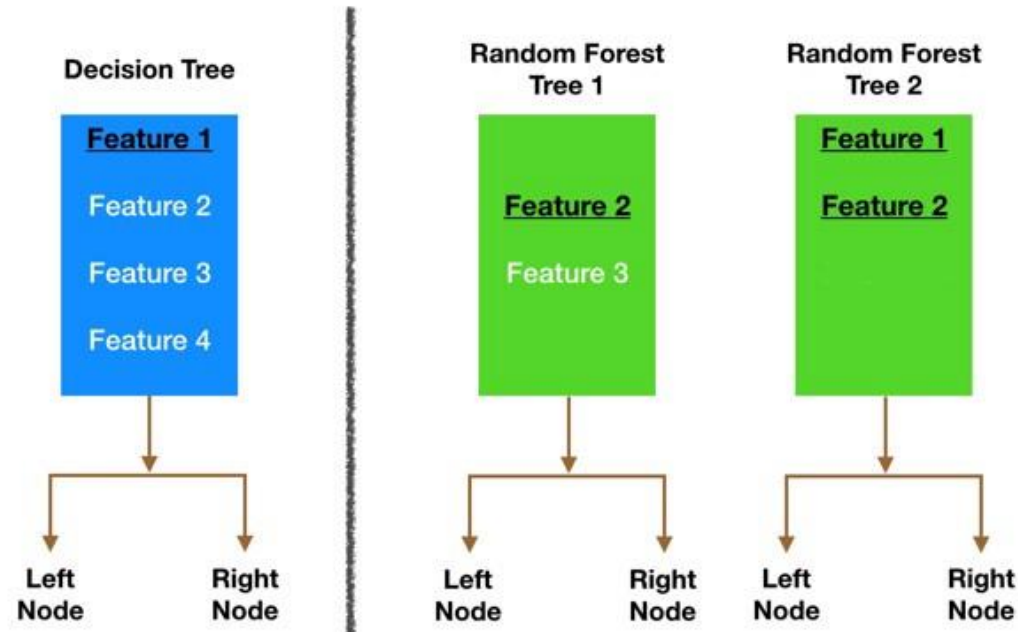 Decision Tree
Feature 1
Feature 2
Feature 3
Feature 4
Left
Node
Right
Node
Random Forest
Tree 1
Feature 2
Feature 3
Left
Node
Right
Node
Random Forest
Tree 2
Feature 1
Feature 2
Left
Node
Right
Node